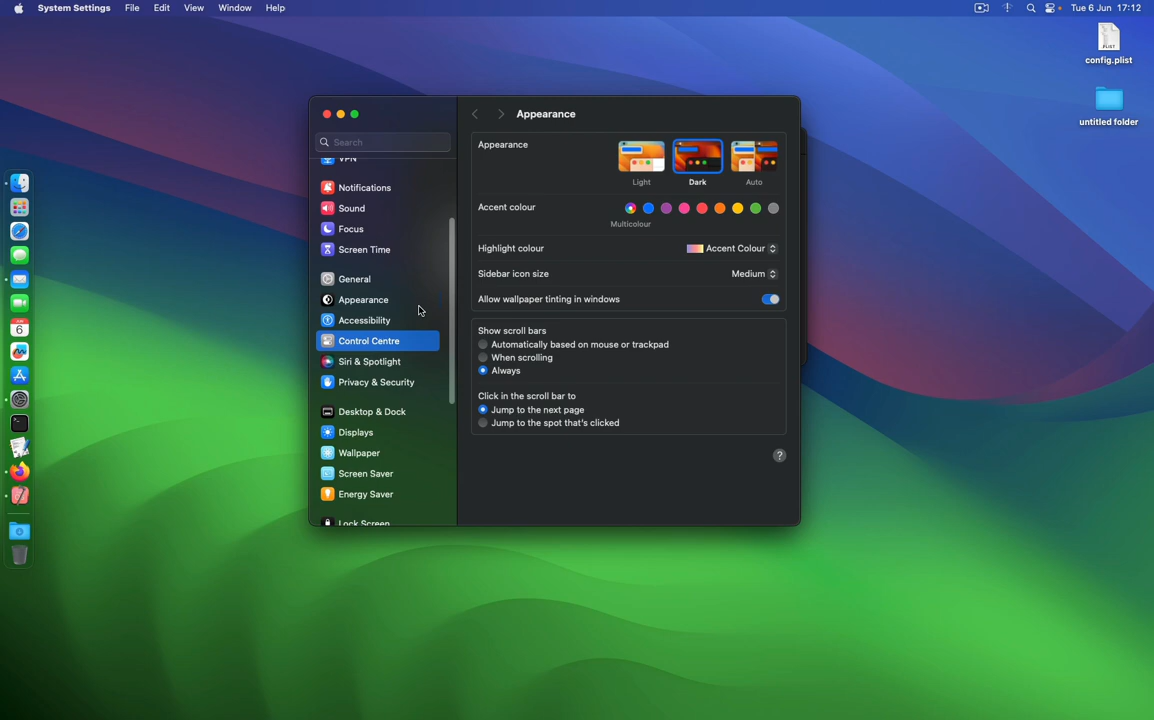 System Settings File Edit View Window Help
Tue 6 Jun 17:12
config.plist
untitled folder
Search
VPN
Notifications
Sound
Focus
Screen Time
General
Appearance
Accessibility
Control Centre
Siri & Spotlight
Privacy & Security
Desktop & Dock
Displays
Wallpaper
Screen Saver
Energy Saver
Lock Screen
Appearance
Appearance
Light Dark Auto
Accent colour
Multicolour
Highlight colour Accent Colour
Sidebar icon size Medium
Allow wallpaper tinting in windows
Show scroll bars
Automatically based on mouse or trackpad
When scrolling
Always
Click in the scroll bar to
Jump to the next page
Jump to the spot that's clicked
?
PLIST
6